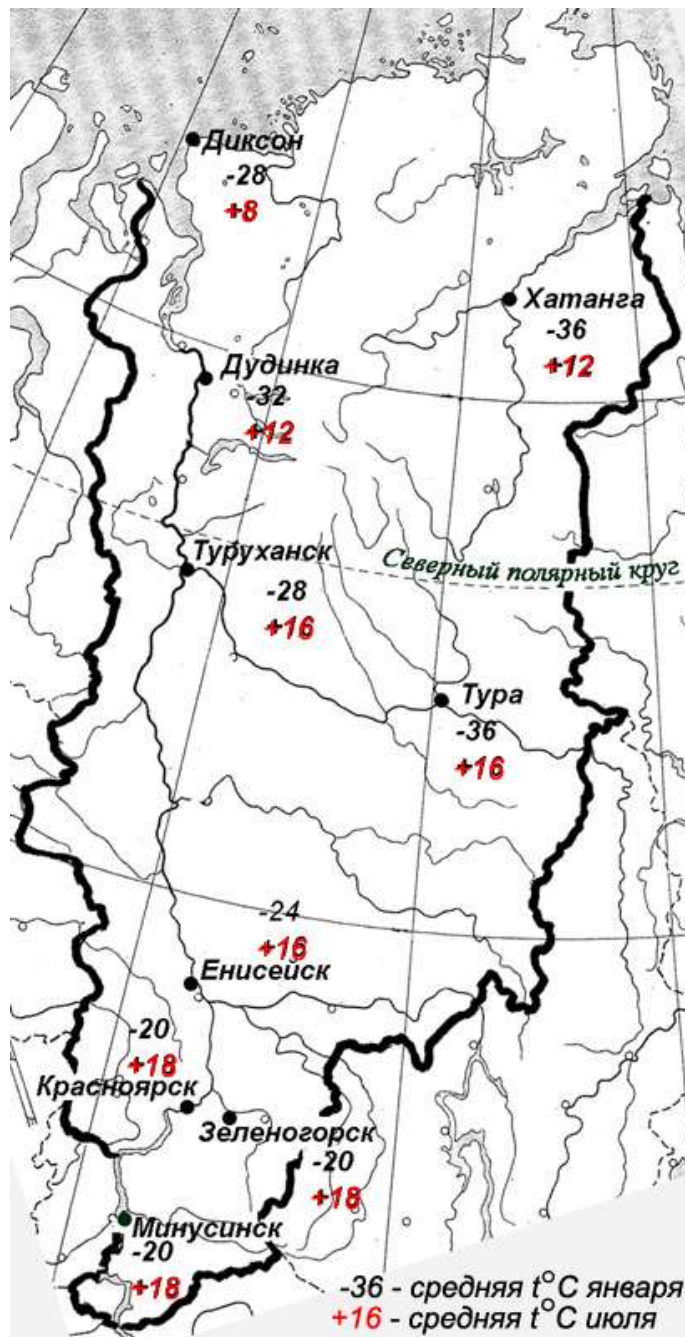 Диксон
-28
+8
Хатанга
-36
+12
Дудинка
-32
+12
Северный полярный круг
Туруханск
-28
+16
Тура
-36
+16
-24
+16
Енисейск
-20
+18
Красноярск
Зеленогорск
-20
+18
Минусинск
-20
+18
-36 - средняя t°C января
+16 - средняя t°C июля